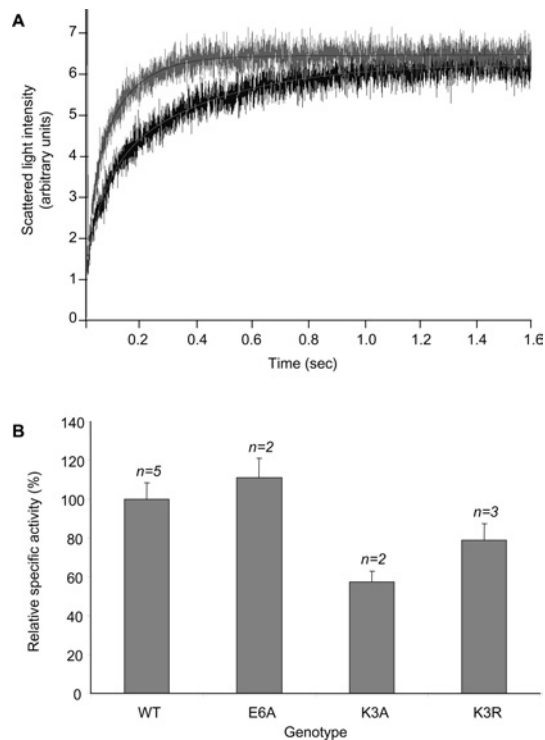 A
Scattered light intensity
(arbitrary units)
7
6
5
4
3
2
1
0
0.2 0.4 0.6 0.8 1.0 1.2 1.4 1.6
Time (sec)
B
Relative specific activity (%)
140
120
100
80
60
40
20
0
n=5
n=2
n=2
n=3
WT E6A K3A K3R
Genotype